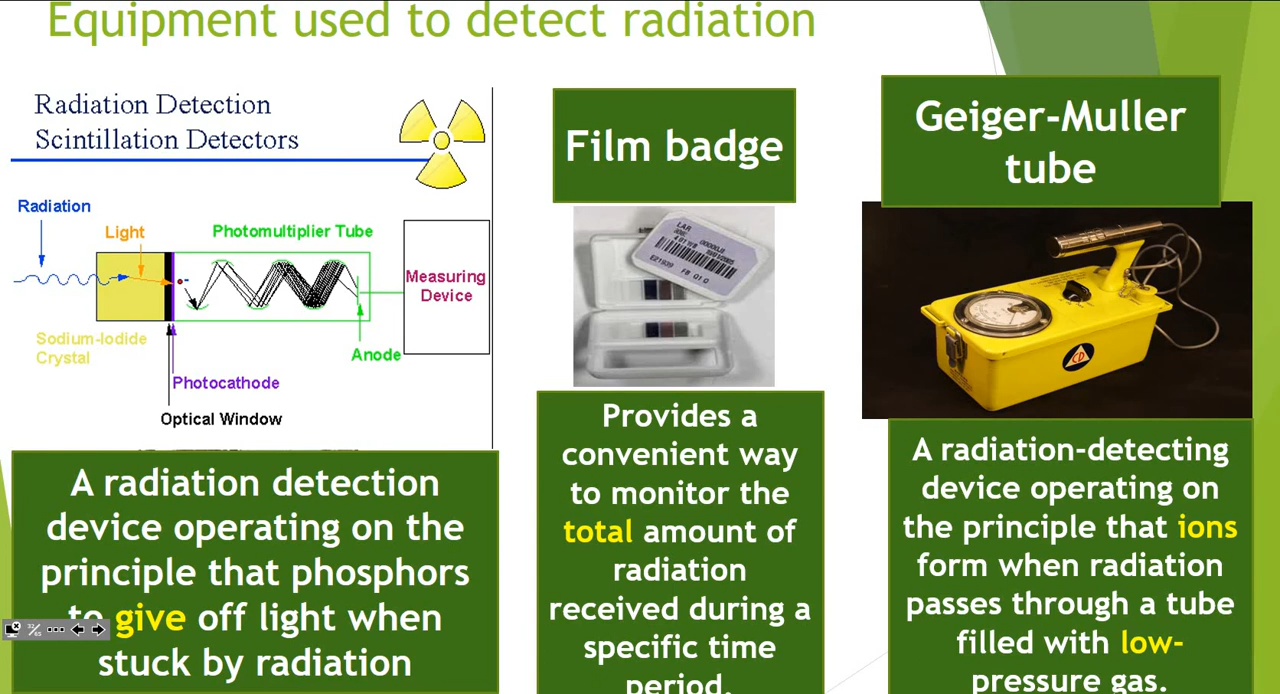 Equipment used to detect radiation
Radiation Detection
Scintillation Detectors
Radiation
Light
Photomultiplier Tube
Measuring
Device
Sodium-Iodide
Crystal
Anode
Photocathode
Optical Window
A radiation detection
device operating on the
principle that phosphors
to give off light when
stuck by radiation
Film badge
LAR
Provides a
convenient way
to monitor the
total amount of
radiation
received during a
specific time
period.
Geiger-Muller
tube
CD
A radiation-detecting
device operating on
the principle that ions
form when radiation
passes through a tube
filled with low-
pressure gas.